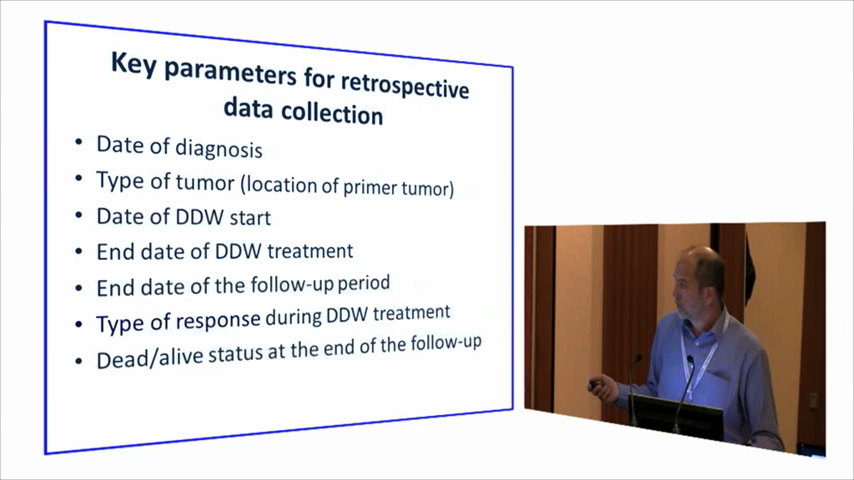 Key parameters for retrospective
data collection
• Date of diagnosis
• Type of tumor (location of primer tumor)
• Date of DDW start
• End date of DDW treatment
• End date of the follow-up period
• Type of response during DDW treatment
• Dead/alive status at the end of the follow-up